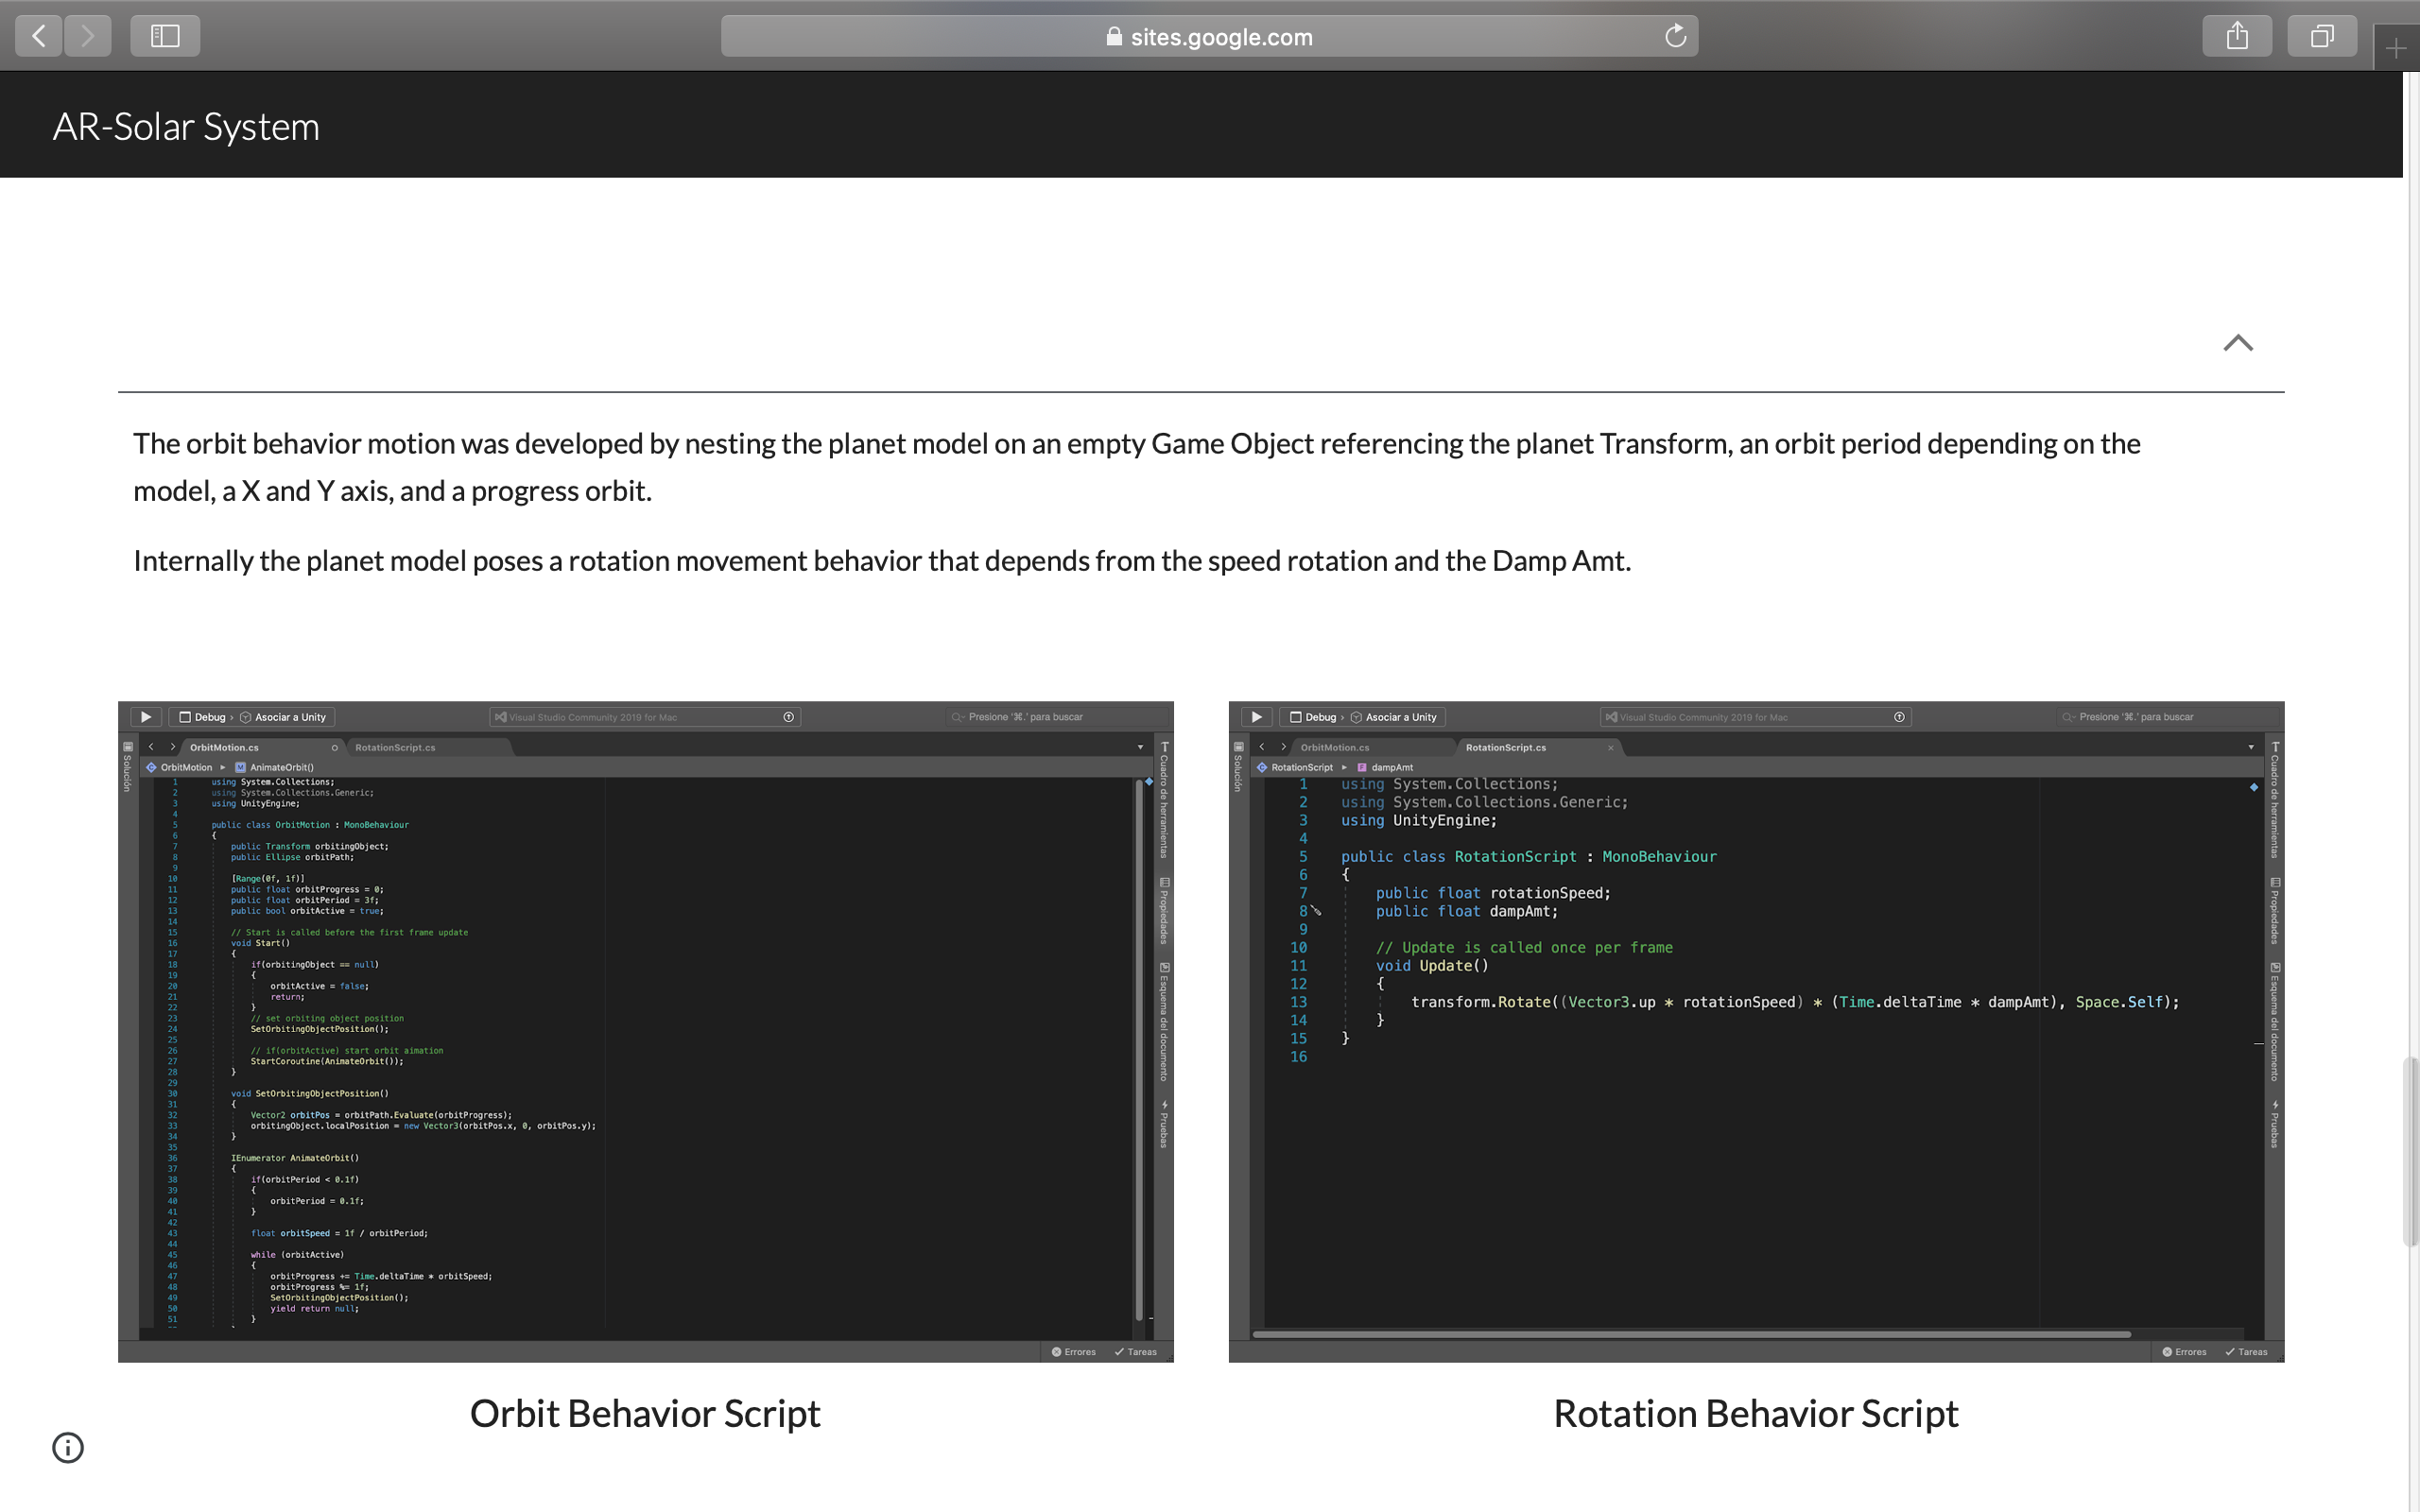 sites.google.com
AR-Solar System
The orbit behavior motion was developed by nesting the planet model on an empty Game Object referencing the planet Transform, an orbit period depending on the
model, a X and Y axis, and a progress orbit.
Internally the planet model poses a rotation movement behavior that depends from the speed rotation and the Damp Amt.
Debug › Asociar a Unity
Visual Studio Community 2019 for Mac
Presione '⌘.' para buscar
Solución
OrbitMotion.cs
RotationScript.cs
OrbitMotion ▸ AnimateOrbit()
1 using System.Collections;
2 using System.Collections.Generic;
3 using UnityEngine;
4
5 public class OrbitMotion : MonoBehaviour
6 {
7 public Transform orbitingObject;
8 public Ellipse orbitPath;
9
10 [Range(0f, 1f)]
11 public float orbitProgress = 0;
12 public float orbitPeriod = 3f;
13 public bool orbitActive = true;
14
15 // Start is called before the first frame update
16 void Start()
17 {
18 if(orbitingObject == null)
19 {
20 orbitActive = false;
21 return;
22 }
23 // set orbiting object position
24 SetOrbitingObjectPosition();
25
26 // if(orbitActive) start orbit aimation
27 StartCoroutine(AnimateOrbit());
28 }
29
30 void SetOrbitingObjectPosition()
31 {
32 Vector2 orbitPos = orbitPath.Evaluate(orbitProgress);
33 orbitingObject.localPosition = new Vector3(orbitPos.x, 0, orbitPos.y);
34 }
35
36 IEnumerator AnimateOrbit()
37 {
38 if(orbitPeriod < 0.1f)
39 {
40 orbitPeriod = 0.1f;
41 }
42
43 float orbitSpeed = 1f / orbitPeriod;
44
45 while (orbitActive)
46 {
47 orbitProgress += Time.deltaTime * orbitSpeed;
48 orbitProgress %= 1f;
49 SetOrbitingObjectPosition();
50 yield return null;
51 }
Cuadro de herramientas
Propiedades
Esquema del documento
Pruebas
Errores
Tareas
Orbit Behavior Script
Debug › Asociar a Unity
Visual Studio Community 2019 for Mac
Presione '⌘.' para buscar
Solución
OrbitMotion.cs
RotationScript.cs
RotationScript ▸ dampAmt
1 using System.Collections;
2 using System.Collections.Generic;
3 using UnityEngine;
4
5 public class RotationScript : MonoBehaviour
6 {
7 public float rotationSpeed;
8 public float dampAmt;
9
10 // Update is called once per frame
11 void Update()
12 {
13 transform.Rotate((Vector3.up * rotationSpeed) * (Time.deltaTime * dampAmt), Space.Self);
14 }
15 }
16
Cuadro de herramientas
Propiedades
Esquema del documento
Pruebas
Errores
Tareas
Rotation Behavior Script